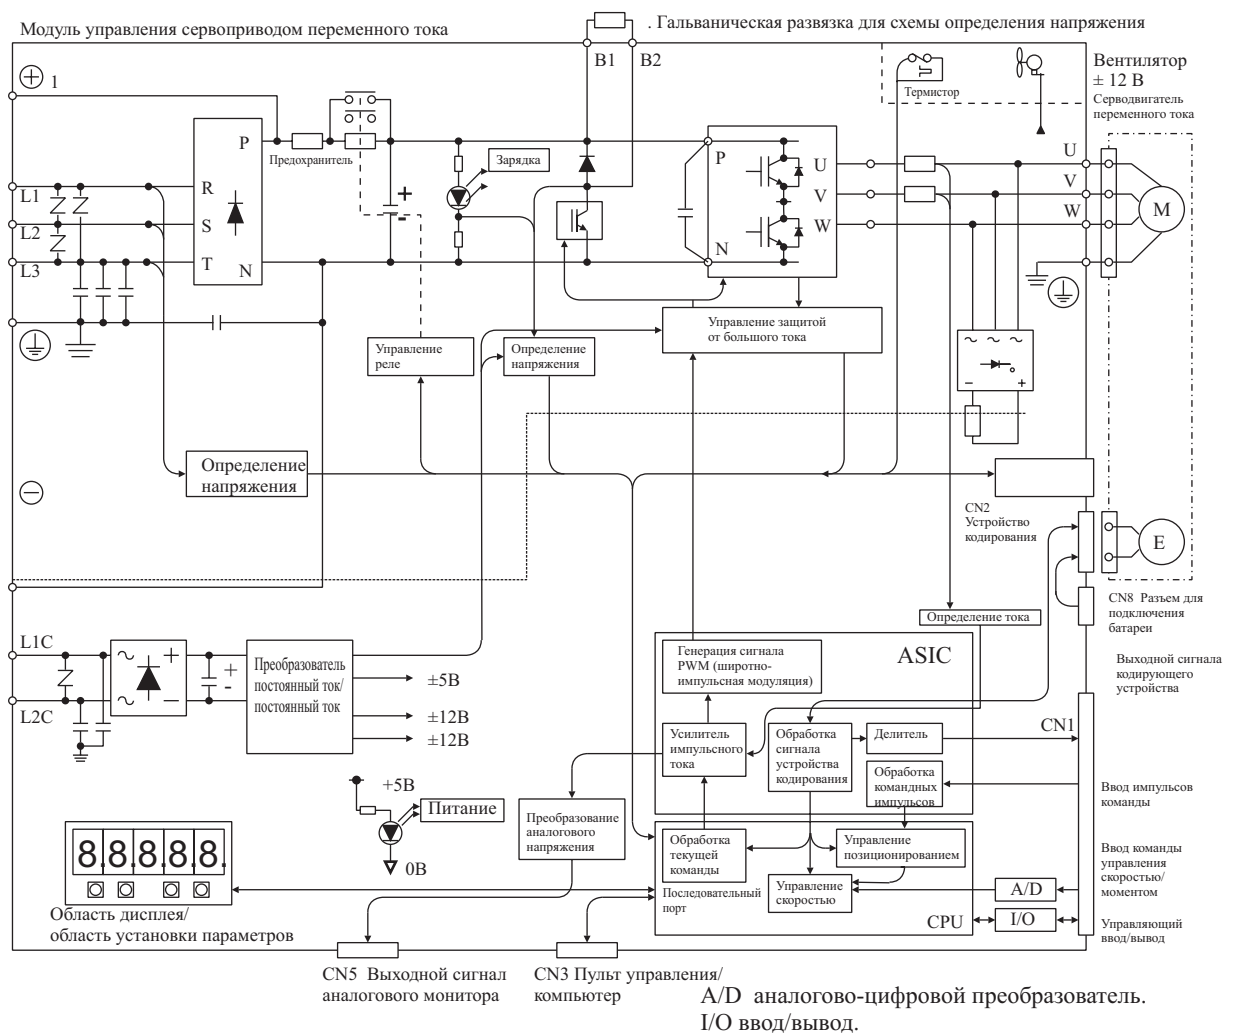 Модуль управления сервоприводом переменного тока
. Гальваническая развязка для схемы определения напряжения
B1
B2
+
1
Вентилятор
± 12 В
Термистор
Серводвигатель
переменного тока
P
Предохранитель
Зарядка
P
U
U
V
V
W
W
M
N
L1
R
L2
S
L3
T
N
+
-
Управление
реле
Определение
напряжения
Управление защитой
от большого тока
~ ~ ~
− +
Определение
напряжения
−
CN2
Устройство
кодирования
E
CN8 Разъем для
подключения
батареи
Определение тока
L1C
L2C
~ +
~ −
+
-
Преобразователь
постоянный ток/
постоянный ток
±5В
±12В
±12В
Генерация сигнала
PWM (широтно-
импульсная модуляция)
ASIC
Выходной сигнала
кодирующего
устройства
CN1
Усилитель
импульсного
тока
Обработка
сигнала
устройства
кодирования
Делитель
Обработка
командных
импульсов
Ввод импульсов
команды
+5В
Питание
0В
Преобразование
аналогового
напряжения
Обработка
текущей
команды
Управление
позиционированием
Ввод команды
управления
скоростью/
моментом
8.8.8.8.8.
Последовательный
порт
Управление
скоростью
A/D
CPU
I/O
Управляющий
ввод/вывод
Область дисплея/
область установки параметров
CN5 Выходной сигнал
аналогового монитора
CN3 Пульт управления/
компьютер
A/D аналогово-цифровой преобразователь.
I/O ввод/вывод.